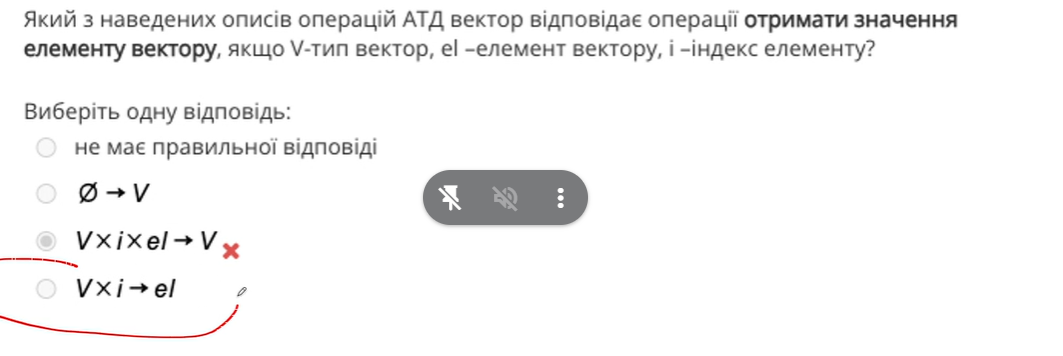 Який з наведених описів операцій АТД вектор відповідає операції отримати значення
елементу вектору, якщо V-тип вектор, el –елемент вектору, i –індекс елементу?
Виберіть одну відповідь:
не має правильної відповіді
Ø → V
V×i×el → V
V×i → el